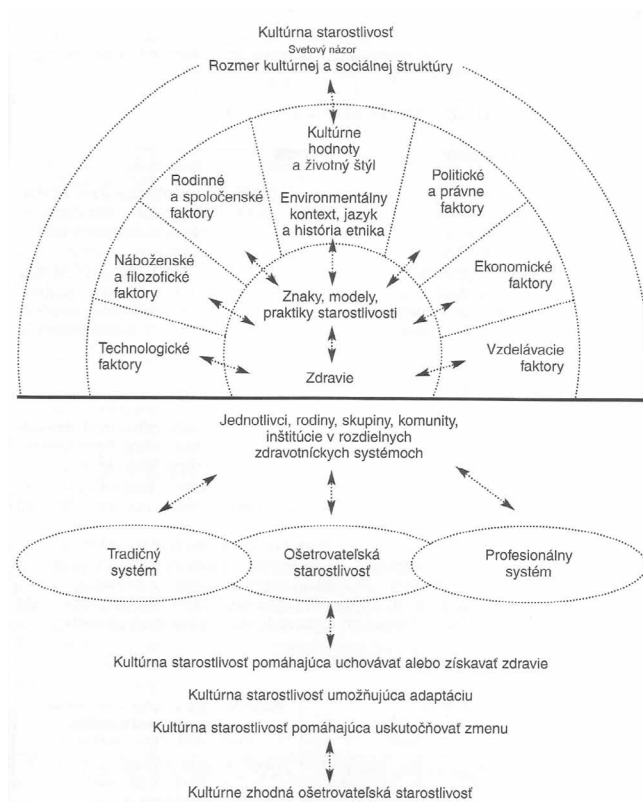 Kultúrna starostlivosť
Svetový názor
Rozmer kultúrnej a sociálnej štruktúry
Kultúrne
hodnoty
a životný štýl
Rodinné
a spoločenské
faktory
Politické
a právne
faktory
Environmentálny
kontext, jazyk
a história etnika
Náboženské
a filozofické
faktory
Ekonomické
faktory
Znaky, modely,
praktiky starostlivosti
Technologické
faktory
Vzdelávacie
faktory
Zdravie
Jednotlivci, rodiny, skupiny, komunity,
inštitúcie v rozdielnych
zdravotníckych systémoch
Tradičný
systém
Ošetrovateľská
starostlivosť
Profesionálny
systém
Kultúrna starostlivosť pomáhajúca uchovávať alebo získavať zdravie
Kultúrna starostlivosť umožňujúca adaptáciu
Kultúrna starostlivosť pomáhajúca uskutočňovať zmenu
Kultúrne zhodná ošetrovateľská starostlivosť